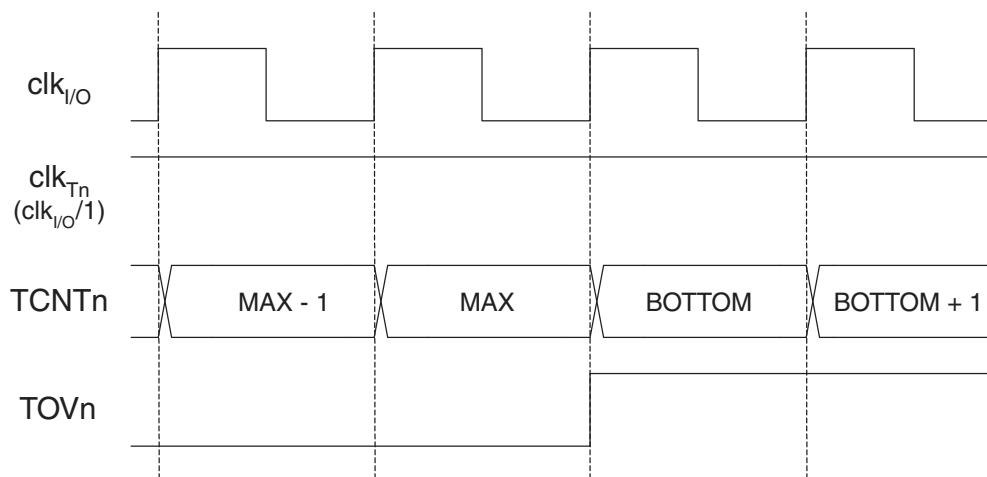 clkI/O
clkTn
(clkI/O/1)
TCNTn MAX - 1 MAX BOTTOM BOTTOM + 1
TOVn